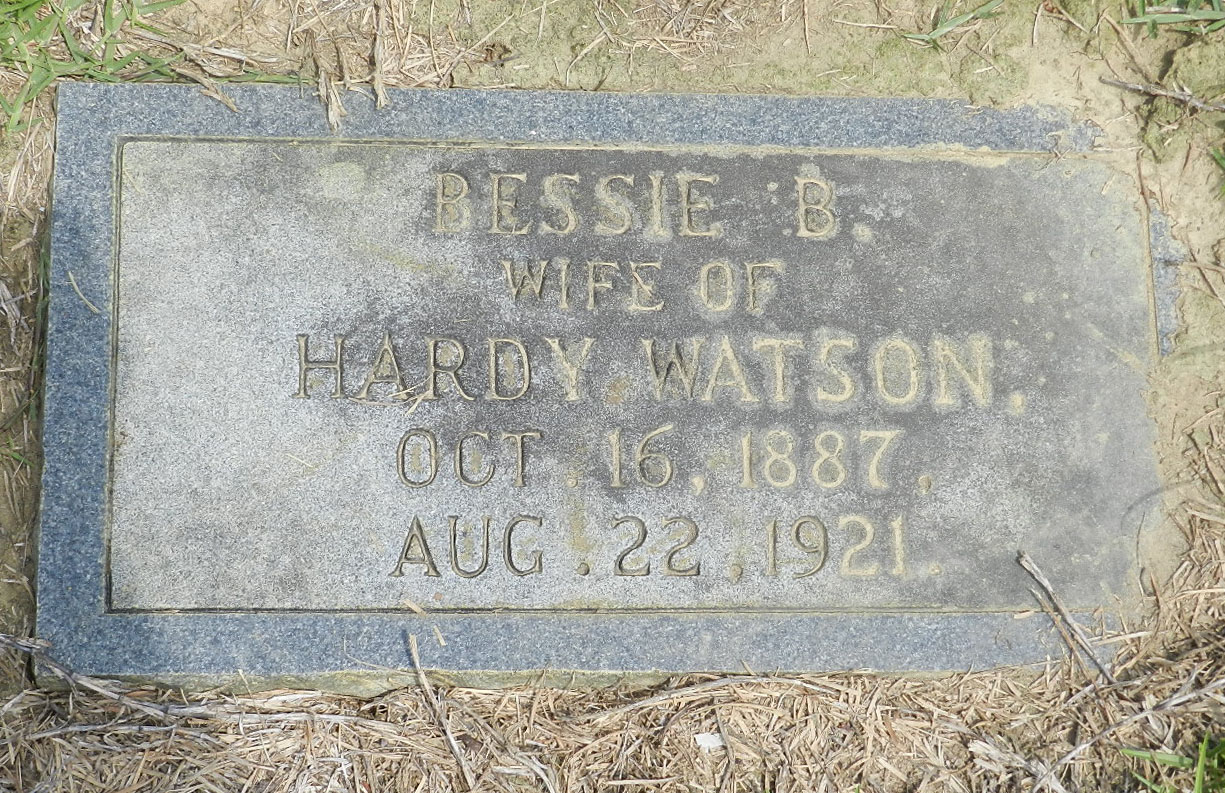 BESSIE B.
WIFE OF
HARDY WATSON.
OCT. 16, 1887,
AUG. 22, 1921.